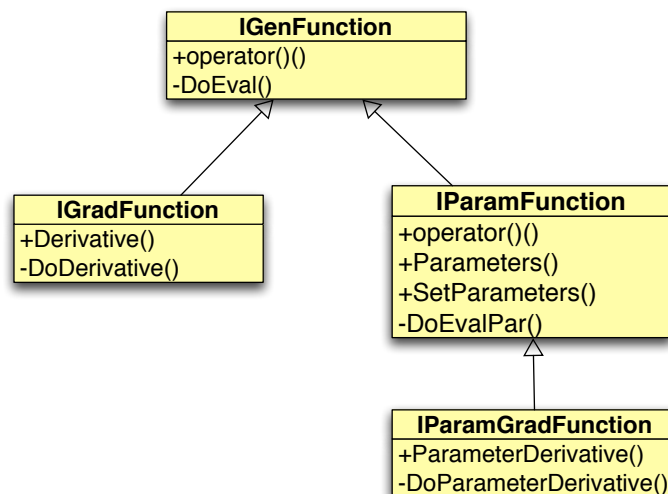 IGenFunction
+operator()()
-DoEval()
IGradFunction
+Derivative()
-DoDerivative()
IParamFunction
+operator()()
+Parameters()
+SetParameters()
-DoEvalPar()
IParamGradFunction
+ParameterDerivative()
-DoParameterDerivative()